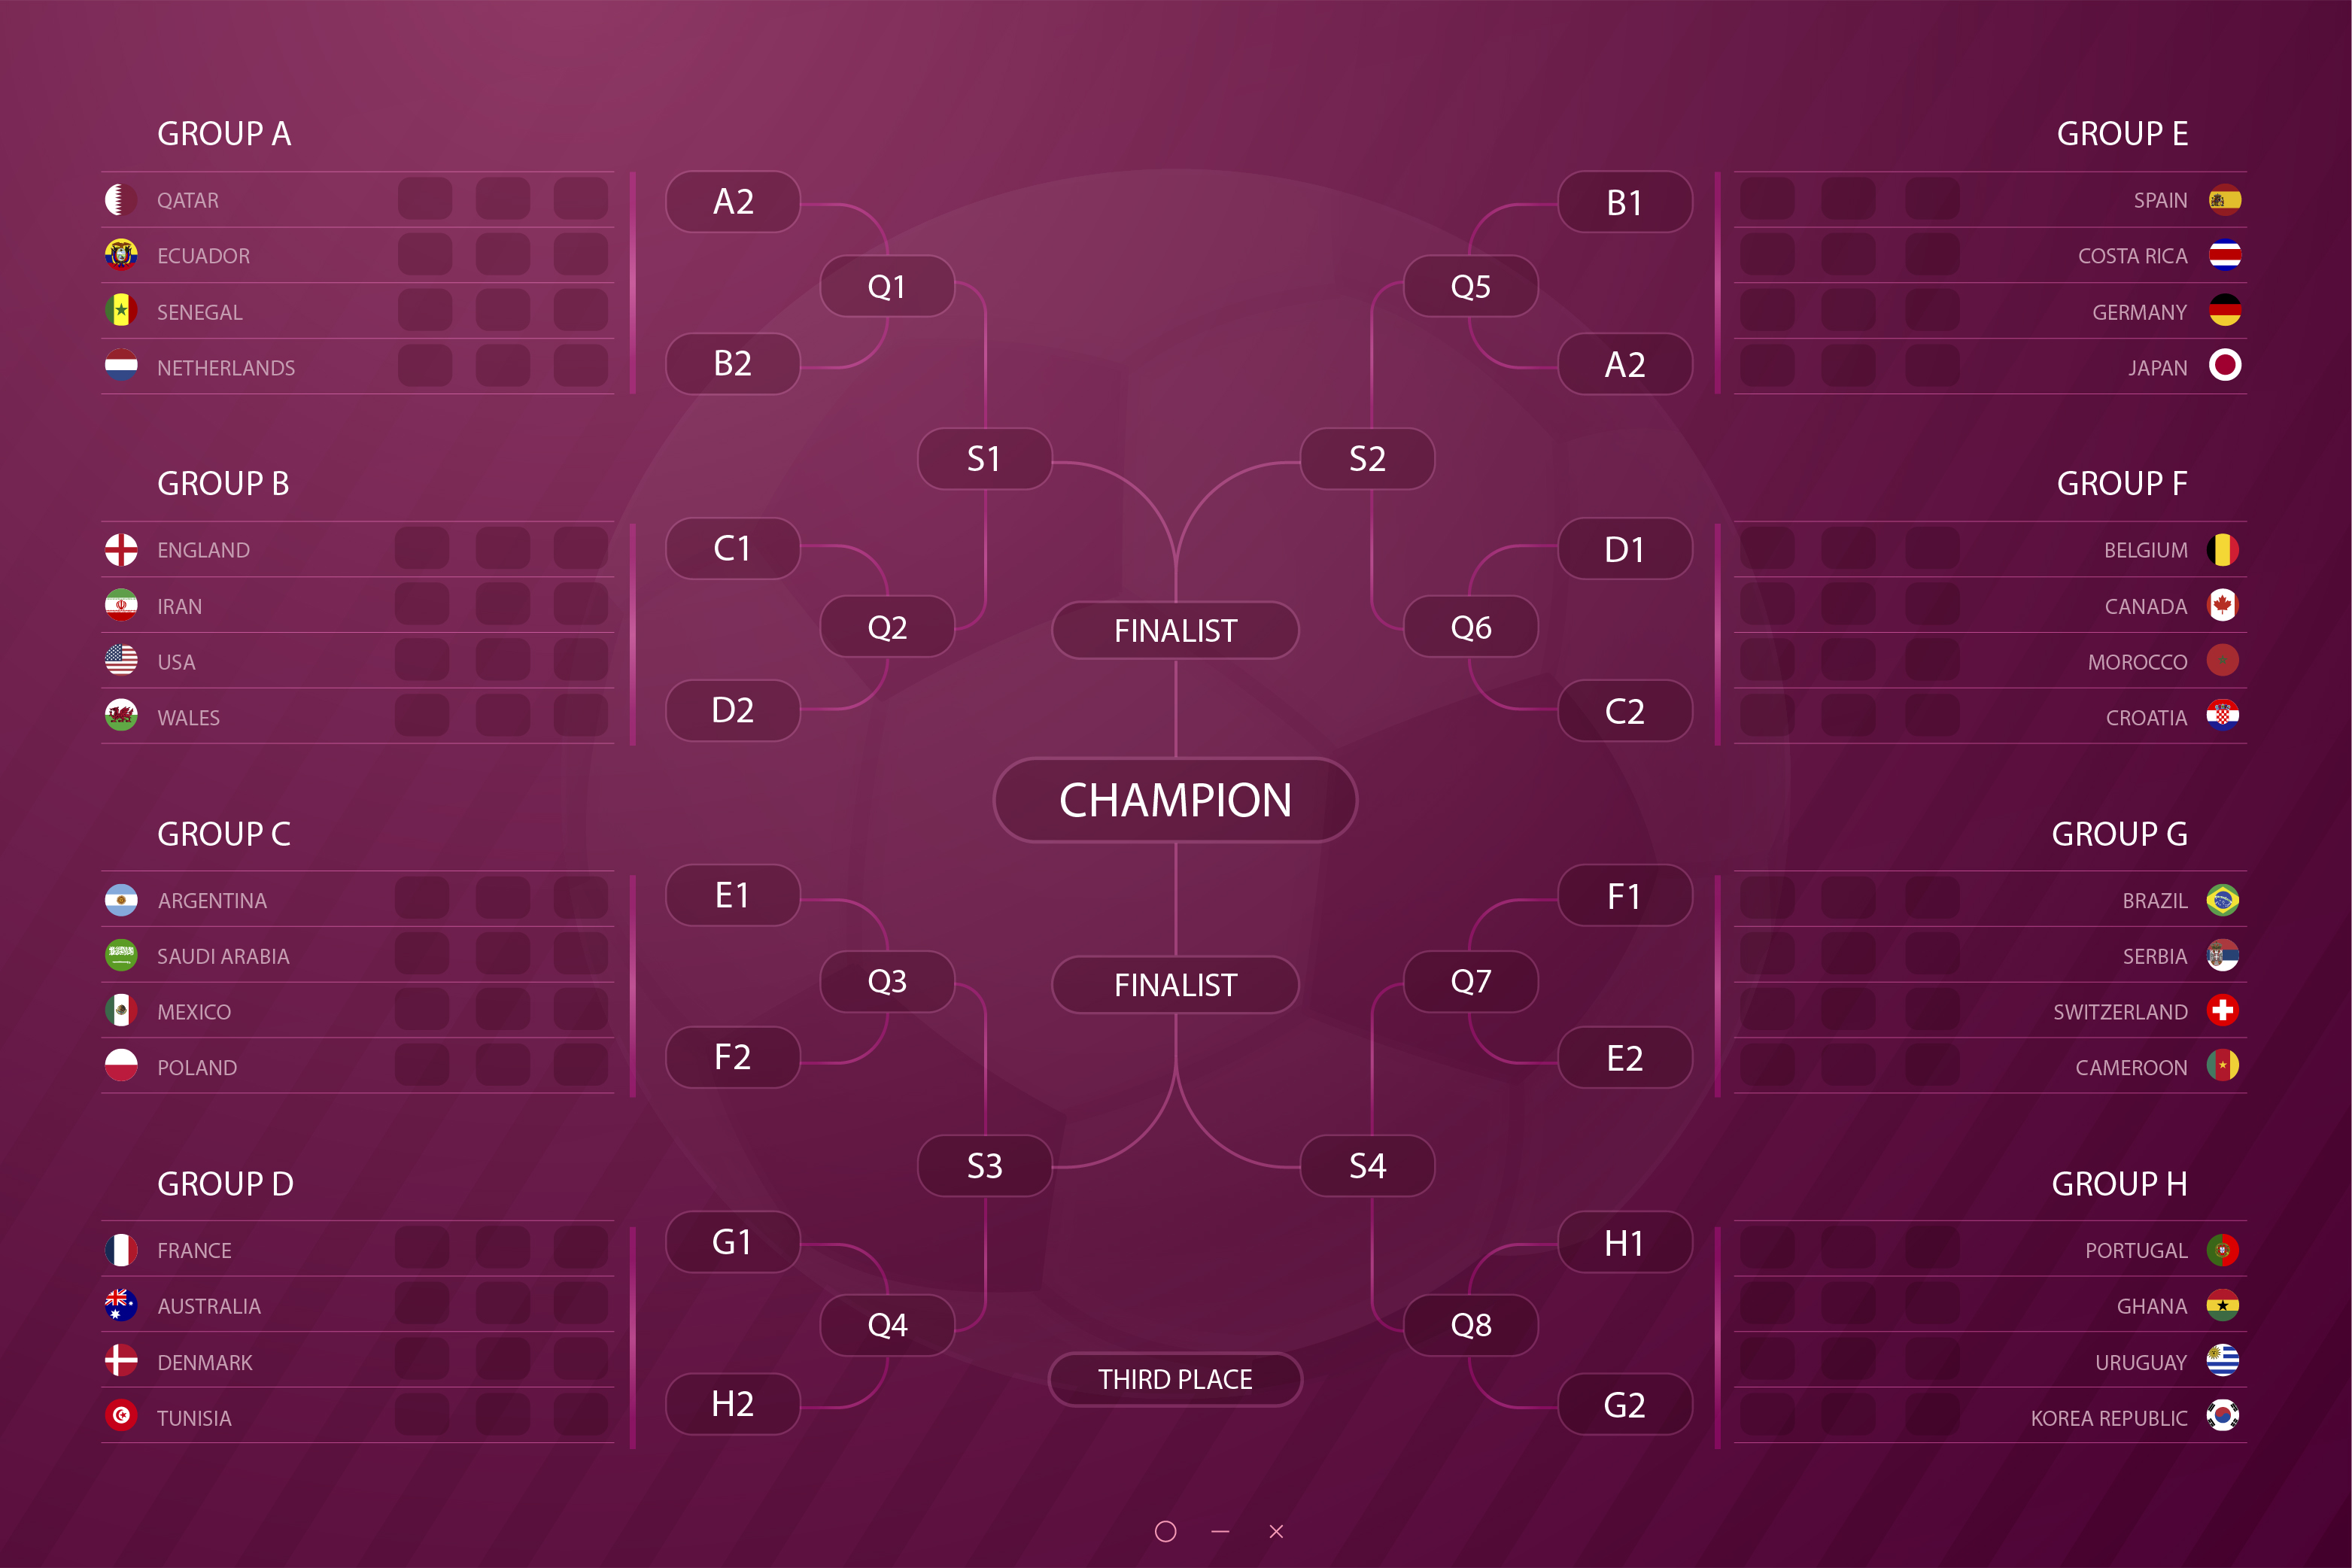 GROUP A
QATAR
ECUADOR
SENEGAL
NETHERLANDS
GROUP B
ENGLAND
IRAN
USA
WALES
GROUP C
ARGENTINA
SAUDI ARABIA
MEXICO
POLAND
GROUP D
FRANCE
AUSTRALIA
DENMARK
TUNISIA
A2
Q1
B2
S1
C1
Q2
D2
E1
Q3
F2
S3
G1
Q4
H2
FINALIST
CHAMPION
FINALIST
THIRD PLACE
B1
Q5
A2
S2
D1
Q6
C2
F1
Q7
E2
S4
H1
Q8
G2
GROUP E
SPAIN
COSTA RICA
GERMANY
JAPAN
GROUP F
BELGIUM
CANADA
MOROCCO
CROATIA
GROUP G
BRAZIL
SERBIA
SWITZERLAND
CAMEROON
GROUP H
PORTUGAL
GHANA
URUGUAY
KOREA REPUBLIC